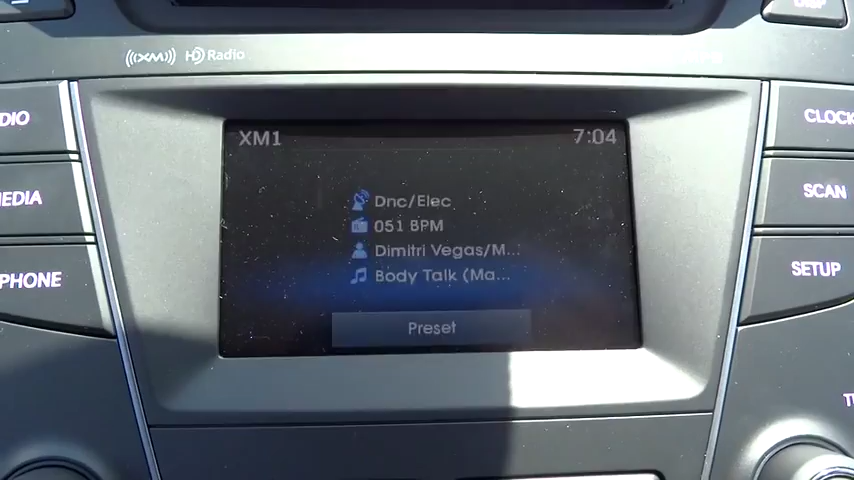 ((XM)) HD Radio
DIO
CLOCK
XM1
7:04
MEDIA
SCAN
Dnc/Elec
051 BPM
Dimitri Vegas/M...
Body Talk (Ma...
PHONE
SETUP
Preset